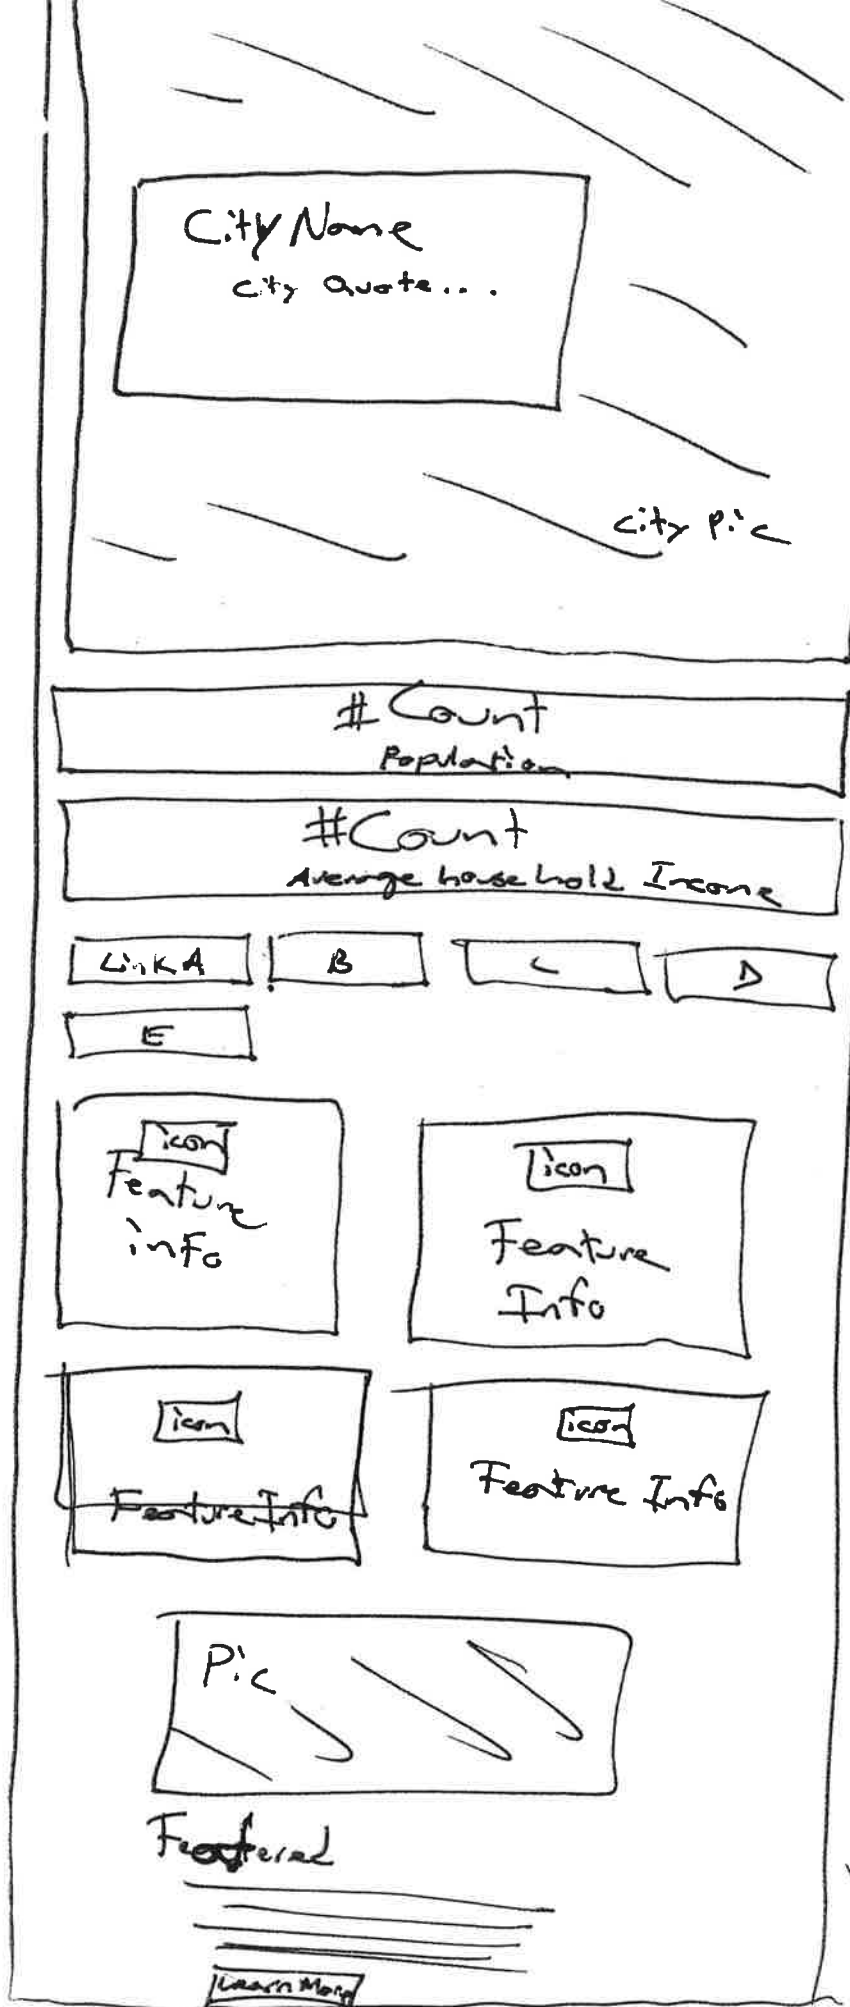 City Name
City Quote...
City Pic
# Count
Population
#Count
Average household Income
Link A
B
C
D
E
icon
Feature
info
icon
Feature
Info
icon
Feature Info
icon
Feature Info
Pic
Featured
Learn More